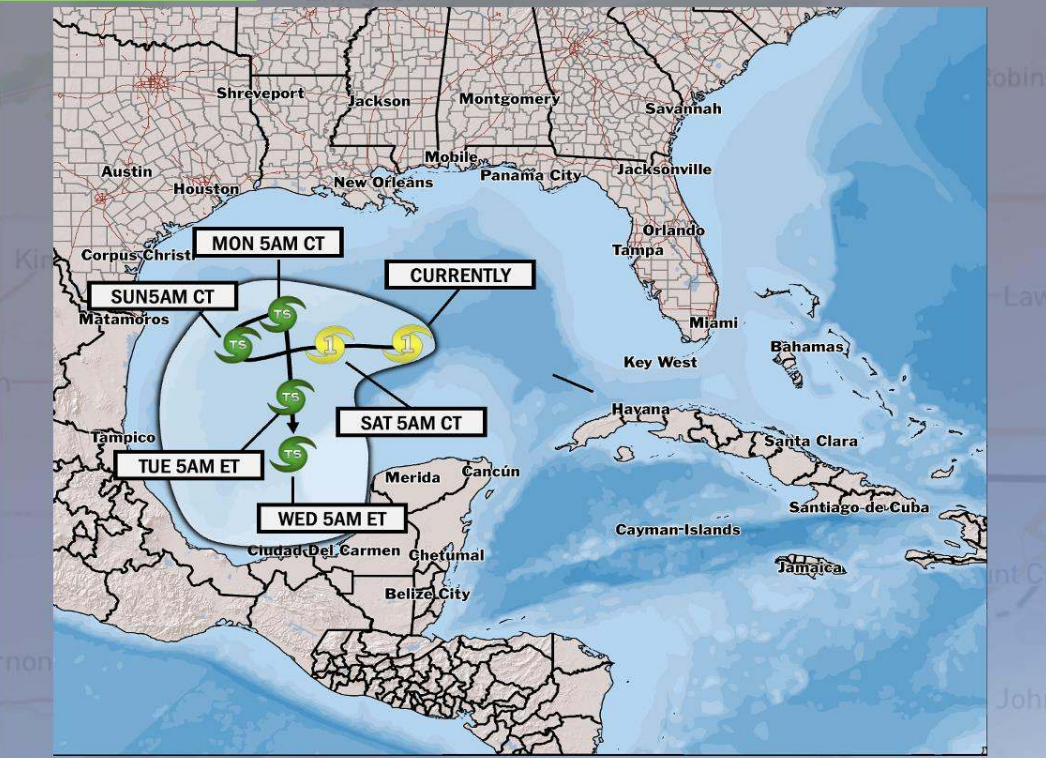 Shreveport
Jackson
Montgomery
Savannah
Austin
Houston
Mobile
New Orleans
Panama City
Jacksonville
MON 5AM CT
Orlando
Tampa
Corpus Christi
CURRENTLY
SUN5AM CT
Matamoros
TS
TS
1
1
Miami
Bahamas
Key West
TS
SAT 5AM CT
Havana
Tampico
TS
Santa Clara
TUE 5AM ET
Merida
Cancún
WED 5AM ET
Santiago de Cuba
Cayman Islands
Ciudad Del Carmen
Chetumal
Jamaica
Belize City